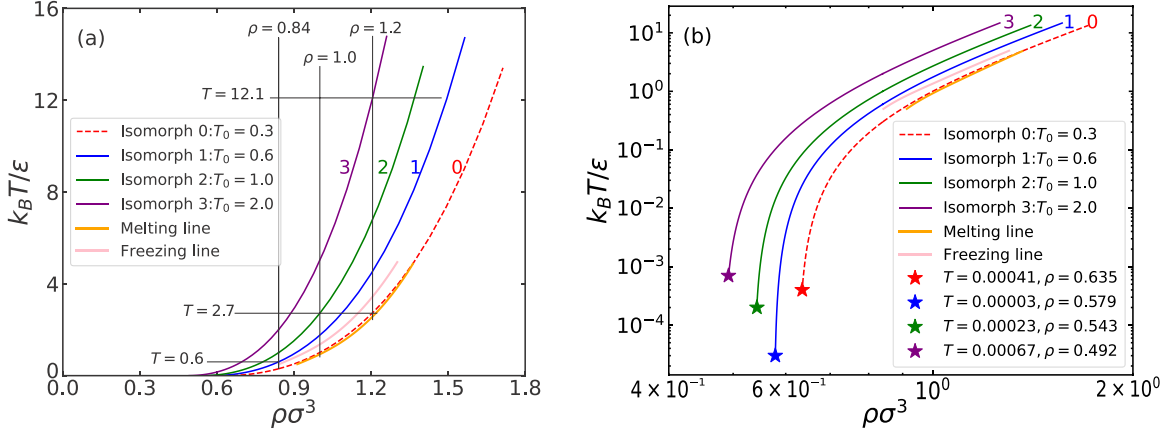 (a)
ρ = 0.84
ρ = 1.2
ρ = 1.0
T = 12.1
T = 2.7
T = 0.6
Isomorph 0:T₀ = 0.3
Isomorph 1:T₀ = 0.6
Isomorph 2:T₀ = 1.0
Isomorph 3:T₀ = 2.0
Melting line
Freezing line
3
2
1
0
16
12
8
4
0
0.0
0.3
0.6
0.9
1.2
1.5
1.8
k_BT/ε
ρσ³
(b)
3
2
1
0
10¹
10⁰
10⁻¹
10⁻²
10⁻³
10⁻⁴
Isomorph 0:T₀ = 0.3
Isomorph 1:T₀ = 0.6
Isomorph 2:T₀ = 1.0
Isomorph 3:T₀ = 2.0
Melting line
Freezing line
T = 0.00041, ρ = 0.635
T = 0.00003, ρ = 0.579
T = 0.00023, ρ = 0.543
T = 0.00067, ρ = 0.492
4 × 10⁻¹
6 × 10⁻¹
10⁰
2 × 10⁰
k_BT/ε
ρσ³